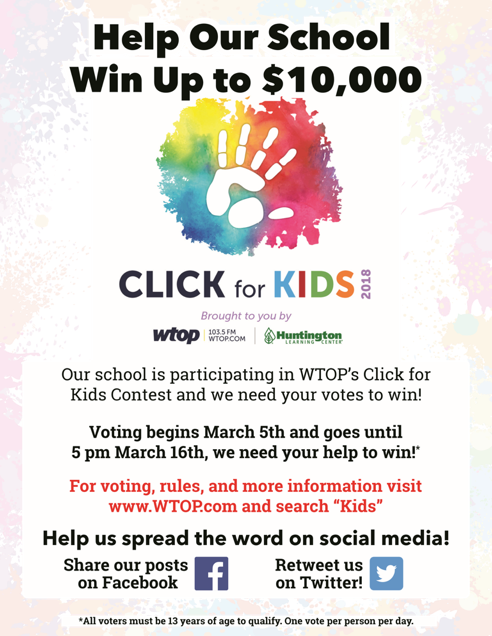 Help Our School
Win Up to $10,000
CLICK for KIDS 2018
Brought to you by
wtop 103.5 FM WTOP.COM Huntington LEARNING CENTER
Our school is participating in WTOP's Click for
Kids Contest and we need your votes to win!
Voting begins March 5th and goes until
5 pm March 16th, we need your help to win!*
For voting, rules, and more information visit
www.WTOP.com and search "Kids"
Help us spread the word on social media!
Share our posts
on Facebook
Retweet us
on Twitter!
*All voters must be 13 years of age to qualify. One vote per person per day.